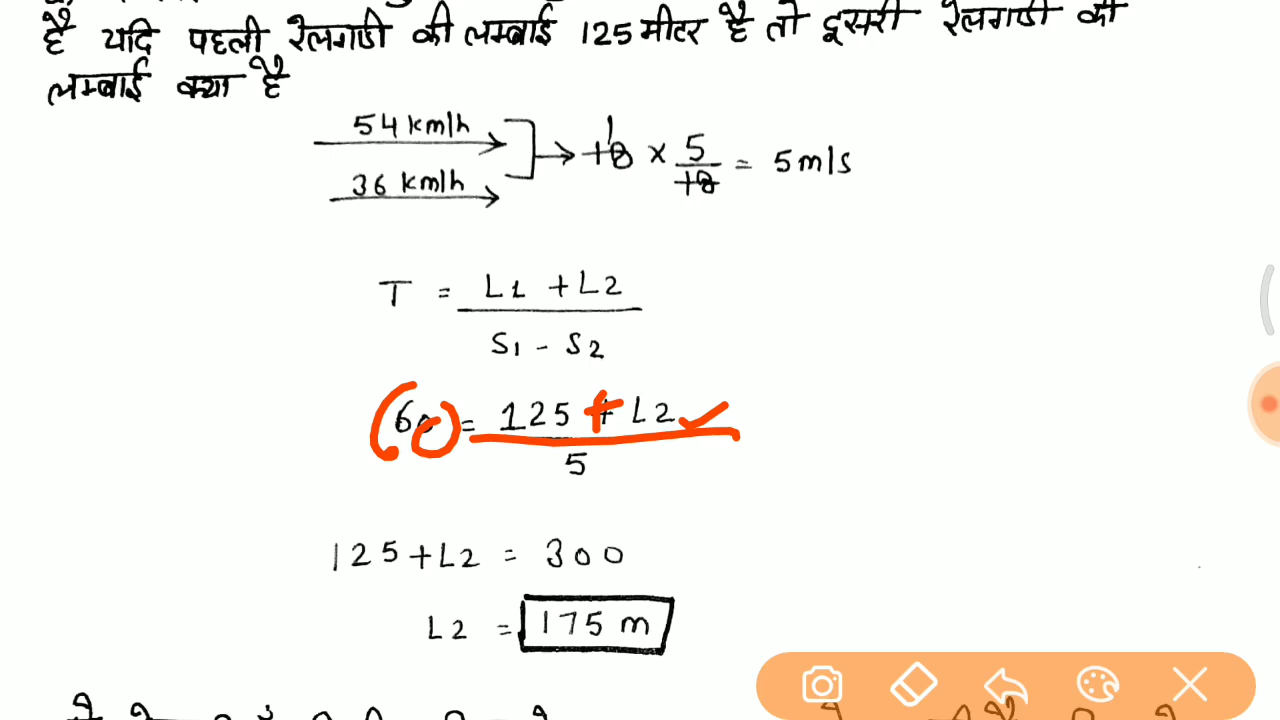 है यदि पहली रेलगाडी की लम्बाई 125 मीटर है तो दूसरी रेलगाडी की
लम्बाई क्या है
54 km/h
36 km/h
18 × 5/18 = 5 m/s
1
T = L1 + L2 / S1 - S2
60 = 125 + L2 / 5
125 + L2 = 300
L2 = 175 m